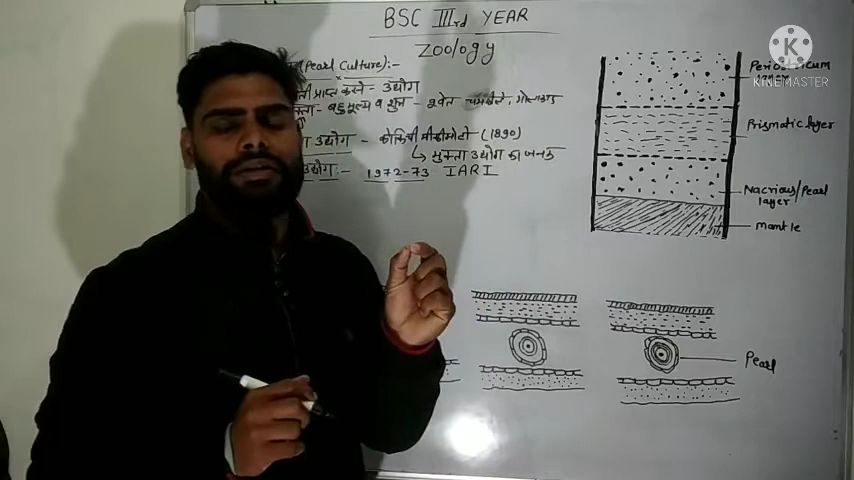 BSC IIIrd YEAR
Zoology
(Pearl Culture):-
प्राप्त करने = उद्योग
बहुमूल्य व शुभ्र - श्वेत चमकीले, गोलाकार
उद्योग - (1890)
↳ मुक्ता उद्योग का जनक
उद्योग:- 1972-73 IARI
layer
Prismatic layer
Nacrious/Pearl
layer
mantle
Pearl
K
KINEMASTER